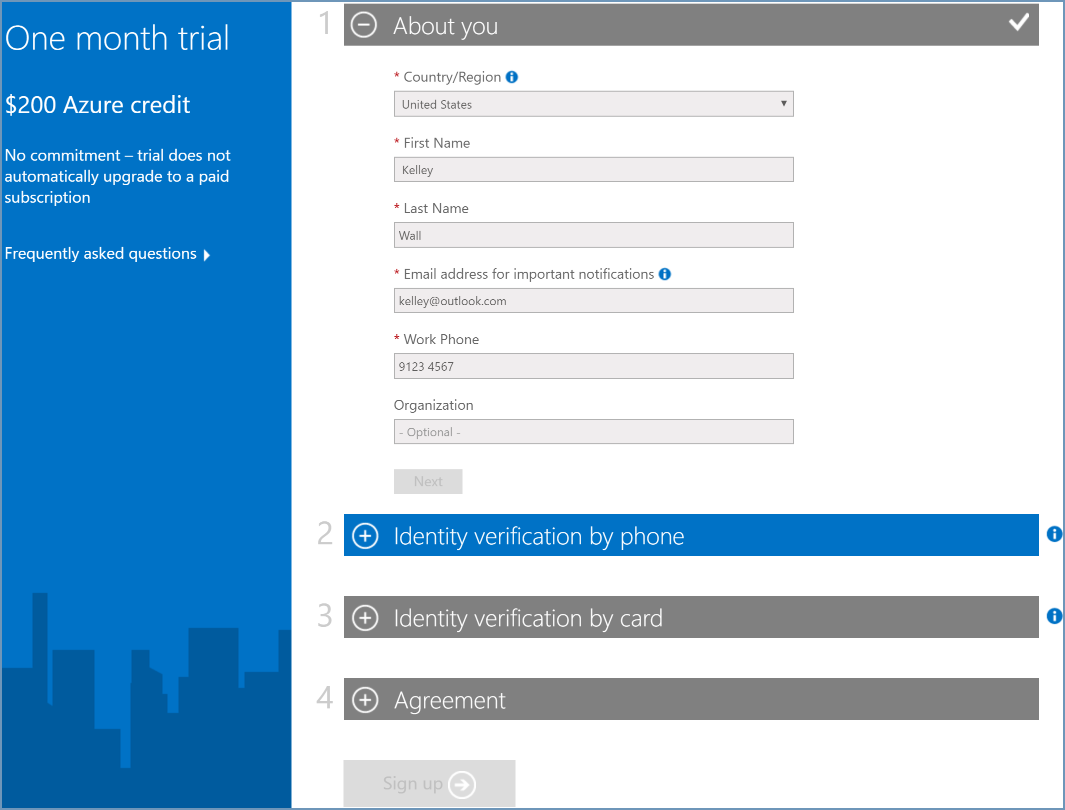 One month trial
$200 Azure credit
No commitment – trial does not
automatically upgrade to a paid
subscription
Frequently asked questions
1
About you
* Country/Region
United States
* First Name
Kelley
* Last Name
Wall
* Email address for important notifications
kelley@outlook.com
* Work Phone
9123 4567
Organization
- Optional -
Next
2
Identity verification by phone
3
Identity verification by card
4
Agreement
Sign up